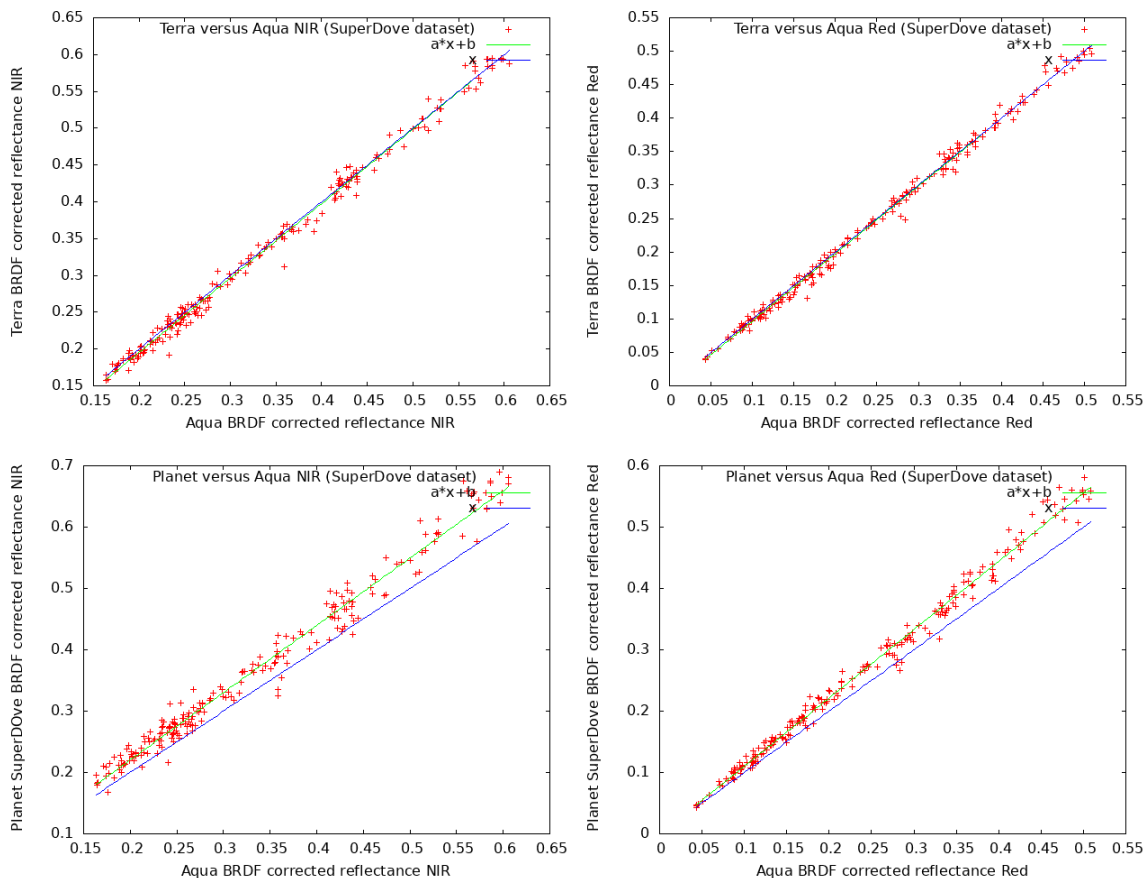 Terra versus Aqua NIR (SuperDove dataset)
a*x+b
x
Terra BRDF corrected reflectance NIR
0.65
0.6
0.55
0.5
0.45
0.4
0.35
0.3
0.25
0.2
0.15
0.15 0.2 0.25 0.3 0.35 0.4 0.45 0.5 0.55 0.6 0.65
Aqua BRDF corrected reflectance NIR
Terra versus Aqua Red (SuperDove dataset)
a*x+b
x
Terra BRDF corrected reflectance Red
0.55
0.5
0.45
0.4
0.35
0.3
0.25
0.2
0.15
0.1
0.05
0
0 0.05 0.1 0.15 0.2 0.25 0.3 0.35 0.4 0.45 0.5 0.55
Aqua BRDF corrected reflectance Red
Planet versus Aqua NIR (SuperDove dataset)
a*x+b
x
Planet SuperDOve BRDF corrected reflectance NIR
0.7
0.6
0.5
0.4
0.3
0.2
0.1
0.15 0.2 0.25 0.3 0.35 0.4 0.45 0.5 0.55 0.6 0.65
Aqua BRDF corrected reflectance NIR
Planet versus Aqua Red (SuperDove dataset)
a*x+b
x
Planet SuperDOve BRDF corrected reflectance Red
0.6
0.5
0.4
0.3
0.2
0.1
0
0 0.05 0.1 0.15 0.2 0.25 0.3 0.35 0.4 0.45 0.5 0.55
Aqua BRDF corrected reflectance Red